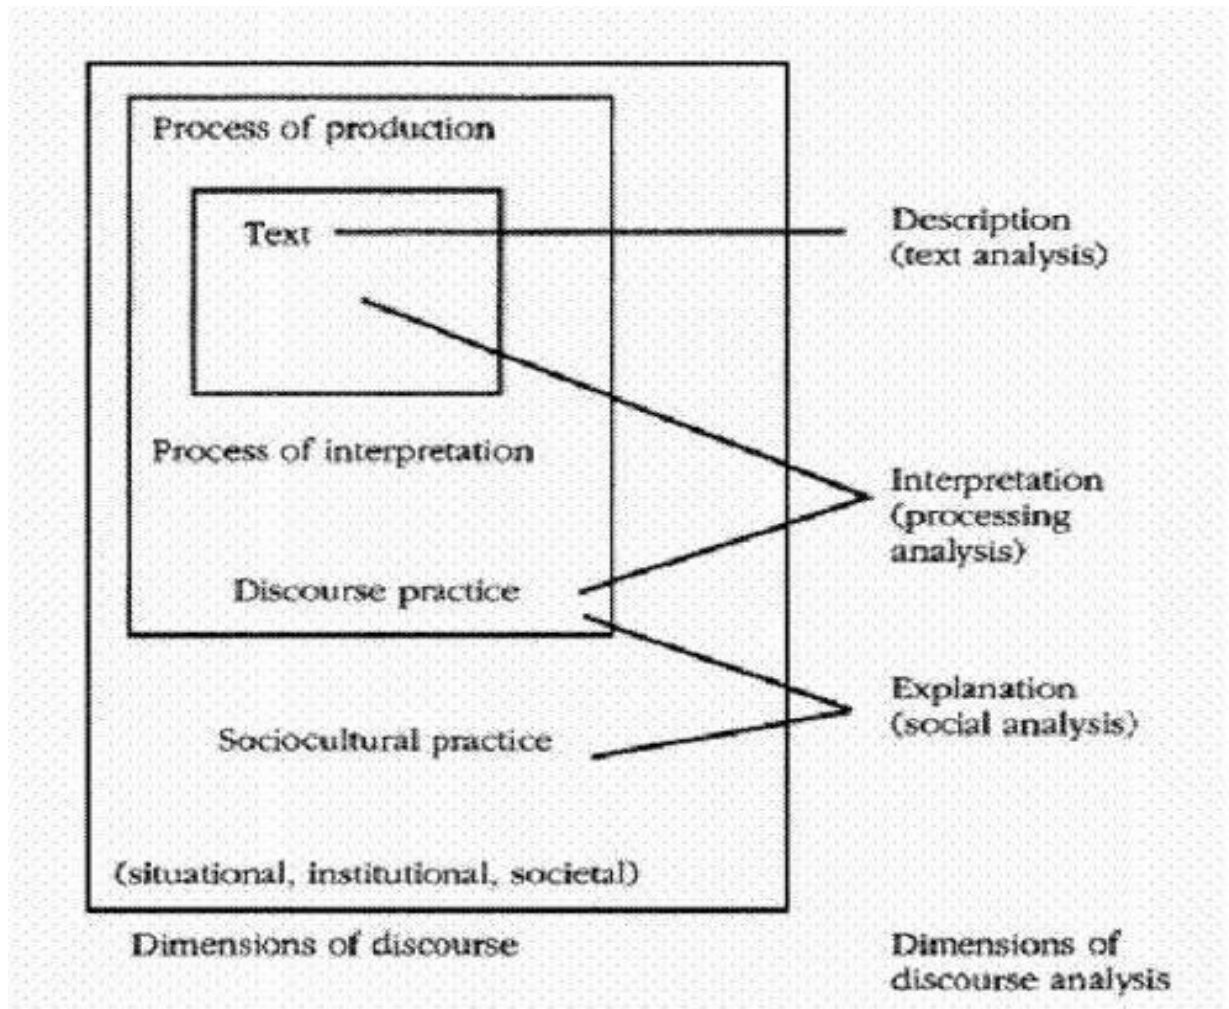 Process of production
Text
Description
(text analysis)
Process of interpretation
Interpretation
(processing
analysis)
Discourse practice
Explanation
(social analysis)
Sociocultural practice
(situational, institutional, societal)
Dimensions of discourse
Dimensions of
discourse analysis